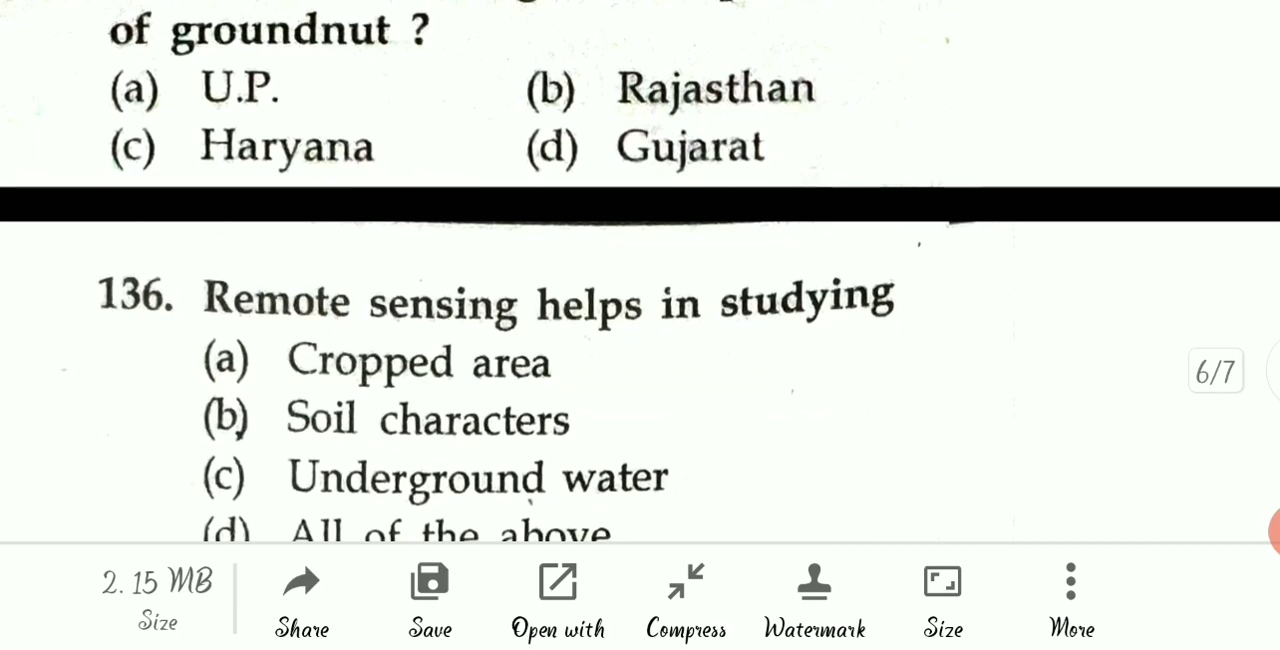 of groundnut ?
(a) U.P. (b) Rajasthan
(c) Haryana (d) Gujarat
136. Remote sensing helps in studying
(a) Cropped area
(b) Soil characters
(c) Underground water
(d) All of the above
6/7
2.15 MB
Size
Share Save Open with Compress Watermark Size More